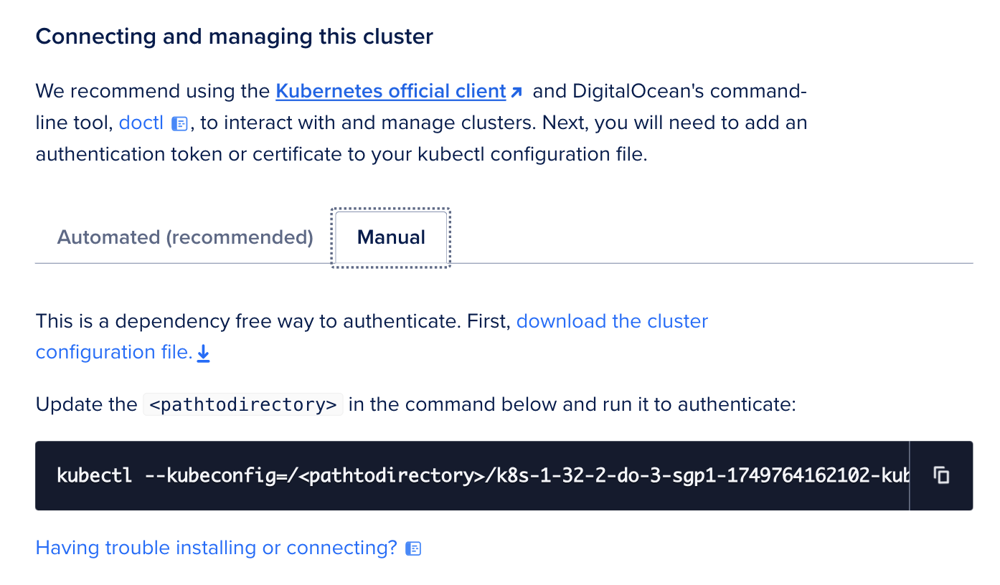 Connecting and managing this cluster
We recommend using the Kubernetes official client and DigitalOcean's command-
line tool, doctl , to interact with and manage clusters. Next, you will need to add an
authentication token or certificate to your kubectl configuration file.
Automated (recommended) Manual
This is a dependency free way to authenticate. First, download the cluster
configuration file.
Update the <pathtodirectory> in the command below and run it to authenticate:
kubectl --kubeconfig=/<pathtodirectory>/k8s-1-32-2-do-3-sgp1-1749764162102-kub
Having trouble installing or connecting?